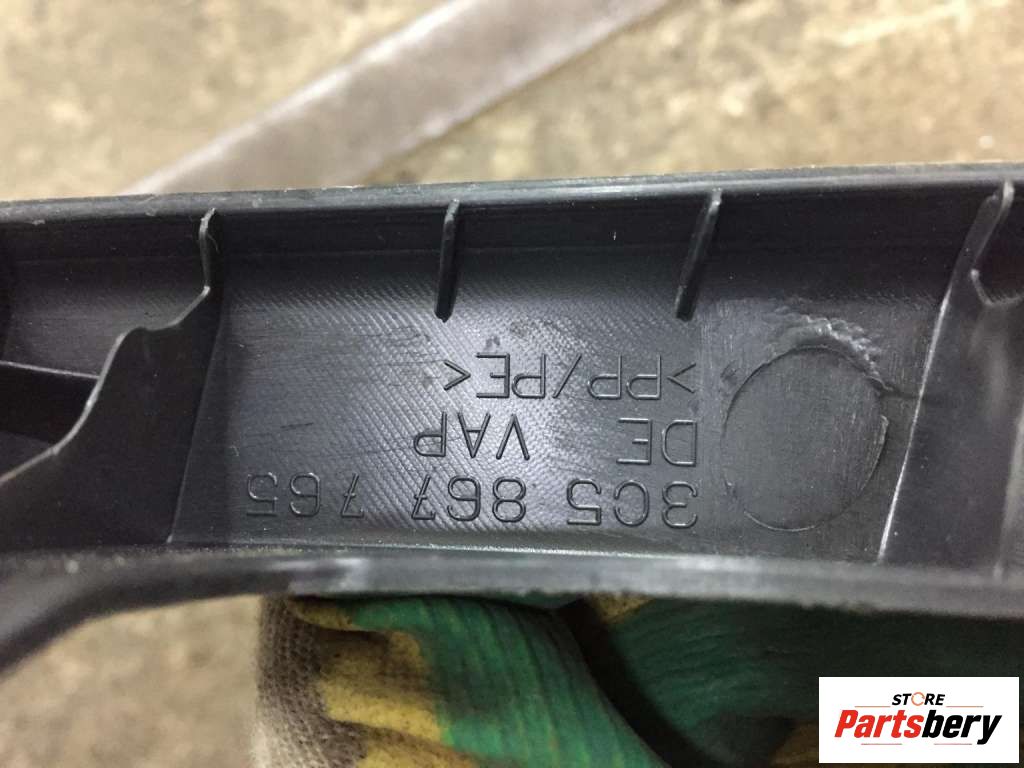 3C5 867 765
DE VAP
>PP/PE<
STORE
Partsbery